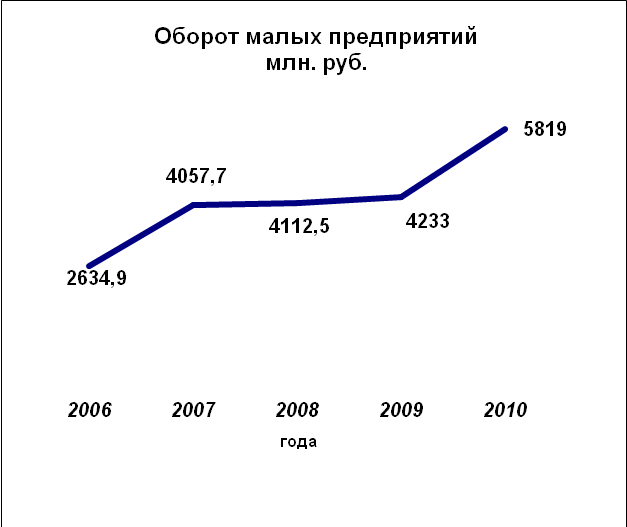 Оборот малых предприятий
млн. руб.
5819
4057,7
4112,5
4233
2634,9
2006 2007 2008 2009 2010
года